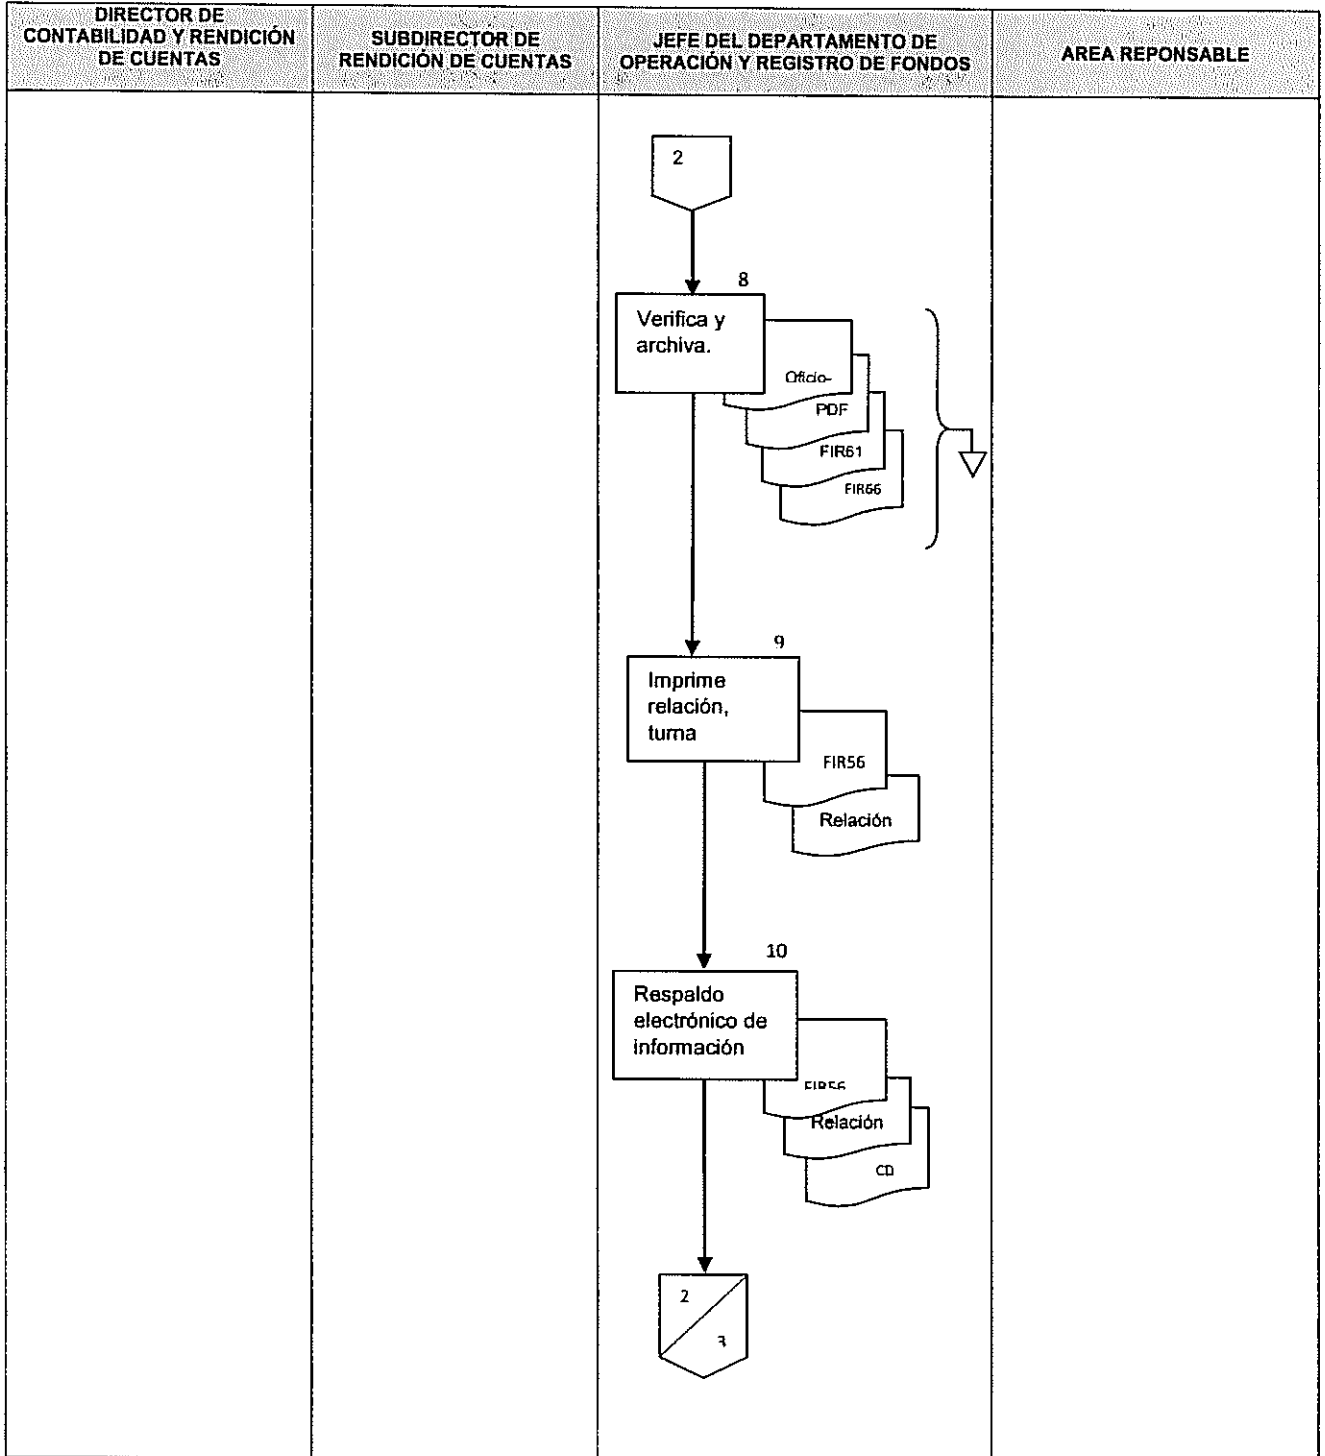 DIRECTOR DE
CONTABILIDAD Y RENDICIÓN
DE CUENTAS
SUBDIRECTOR DE
RENDICIÓN DE CUENTAS
JEFE DEL DEPARTAMENTO DE
OPERACIÓN Y REGISTRO DE FONDOS
AREA REPONSABLE
2
8
Verifica y
archiva.
Oficio-
PDF
FIR61
FIR66
9
Imprime
relación,
turna
FIR56
Relación
10
Respaldo
electrónico de
información
FIR56
Relación
CD
2
3